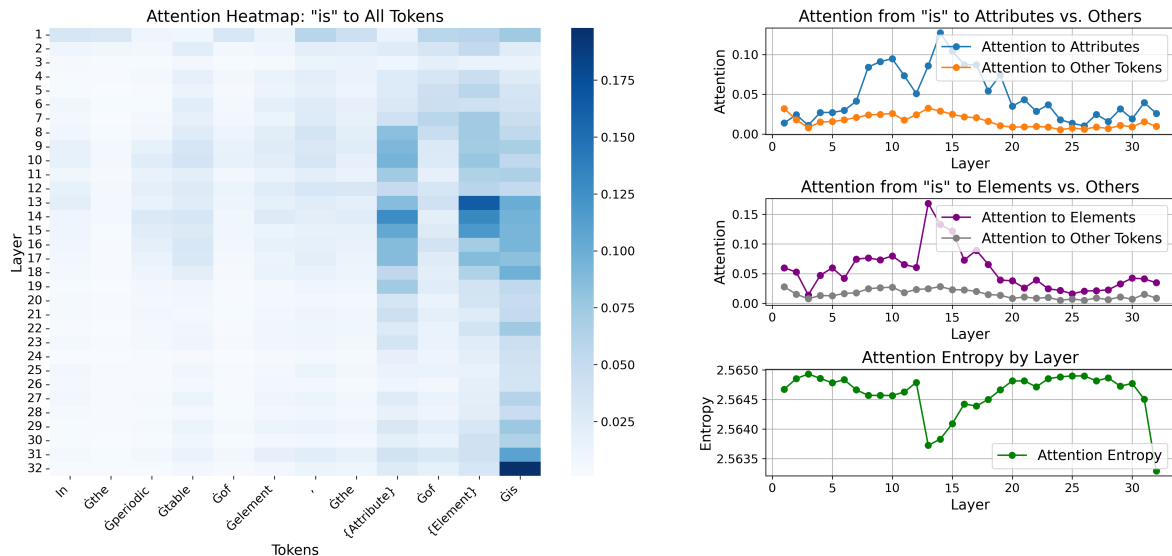 Attention Heatmap: "is" to All Tokens
Layer
1
2
3
4
5
6
7
8
9
10
11
12
13
14
15
16
17
18
19
20
21
22
23
24
25
26
27
28
29
30
31
32
In
Ġthe
Ġperiodic
Ġtable
Ġof
Ġelement
,
Ġthe
{Attribute}
Ġof
{Element}
Ġis
Tokens
0.175
0.150
0.125
0.100
0.075
0.050
0.025
Attention from "is" to Attributes vs. Others
Attention
0.10
0.05
0.00
Attention to Attributes
Attention to Other Tokens
0 5 10 15 20 25 30
Layer
Attention from "is" to Elements vs. Others
Attention
0.15
0.10
0.05
0.00
Attention to Elements
Attention to Other Tokens
0 5 10 15 20 25 30
Layer
Attention Entropy by Layer
Entropy
2.5650
2.5645
2.5640
2.5635
Attention Entropy
0 5 10 15 20 25 30
Layer